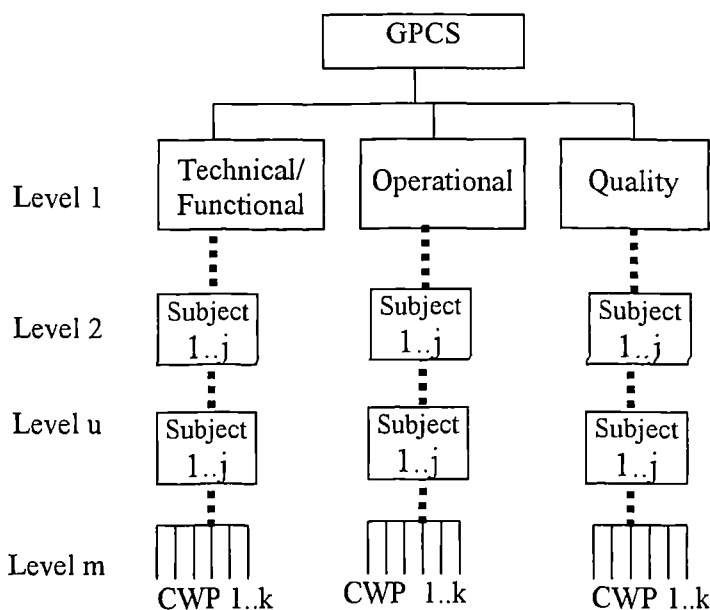 GPCS
Technical/
Functional
Operational
Quality
Level 1
Subject
1..j
Subject
1..j
Subject
1..j
Level 2
Subject
1..j
Subject
1..j
Subject
1..j
Level u
Level m
CWP 1..k
CWP 1..k
CWP 1..k